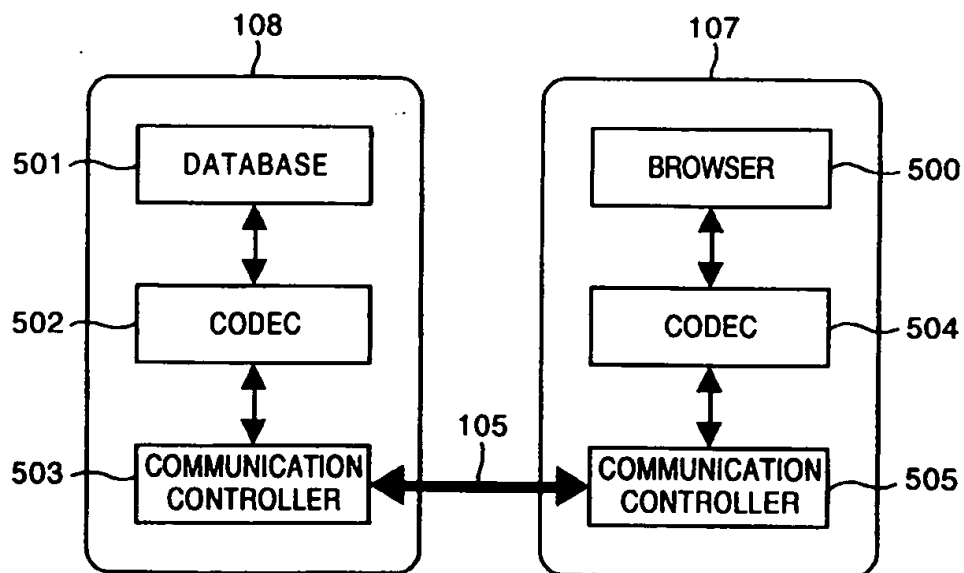 108
107
501
DATABASE
BROWSER
500
502
CODEC
CODEC
504
105
503
COMMUNICATION
CONTROLLER
COMMUNICATION
CONTROLLER
505